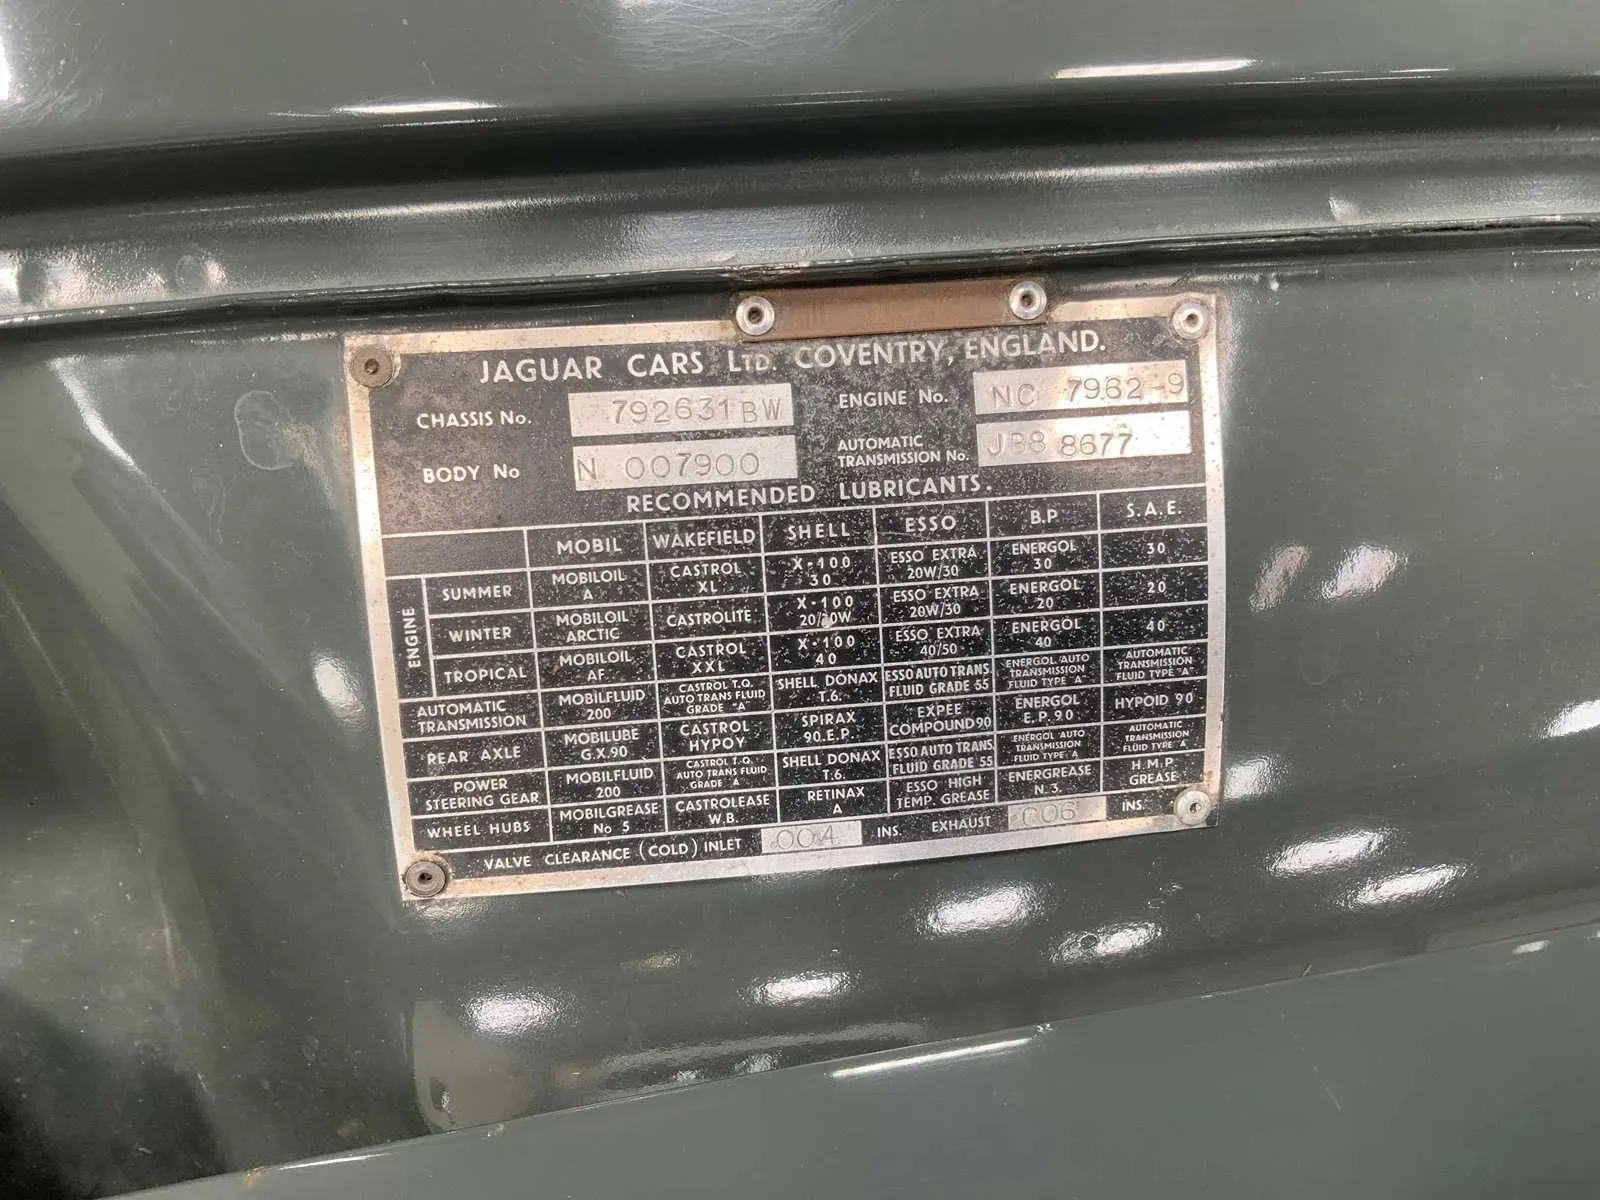 JAGUAR CARS LTD. COVENTRY, ENGLAND.
CHASSIS No. 792631BW ENGINE No. NC 7962-9
BODY No N 007900 AUTOMATIC TRANSMISSION No. JBB 8677
RECOMMENDED LUBRICANTS.
MOBIL WAKEFIELD SHELL ESSO B.P S.A.E.
ENGINE
SUMMER MOBILOIL A CASTROL XL X-100 30 ESSO EXTRA 20W/30 ENERGOL 30 30
WINTER MOBILOIL ARCTIC CASTROLITE X-100 20/20W ESSO EXTRA 20W/30 ENERGOL 20 20
TROPICAL MOBILOIL AF CASTROL XXL X-100 40 ESSO EXTRA 40/50 ENERGOL 40 40
AUTOMATIC TRANSMISSION MOBILFLUID 200 CASTROL T.Q. AUTO TRANS FLUID GRADE "A" SHELL DONAX T.6. ESSO AUTO TRANS. FLUID GRADE 55 ENERGOL AUTO TRANSMISSION FLUID TYPE "A" AUTOMATIC TRANSMISSION FLUID TYPE "A"
REAR AXLE MOBILUBE G.X.90 CASTROL HYPOY SPIRAX 90.E.P. EXPEE COMPOUND 90 ENERGOL E.P.90 HYPOID 90
POWER STEERING GEAR MOBILFLUID 200 CASTROL T.Q. AUTO TRANS FLUID GRADE "A" SHELL DONAX T.6. ESSO AUTO TRANS. FLUID GRADE 55 ENERGOL AUTO TRANSMISSION FLUID TYPE "A" AUTOMATIC TRANSMISSION FLUID TYPE "A"
WHEEL HUBS MOBILGREASE No 5 CASTROLEASE W.B. RETINAX A ESSO HIGH TEMP. GREASE ENERGREASE N.3. H.M.P. GREASE
VALVE CLEARANCE (COLD) INLET .004 INS. EXHAUST .006 INS.